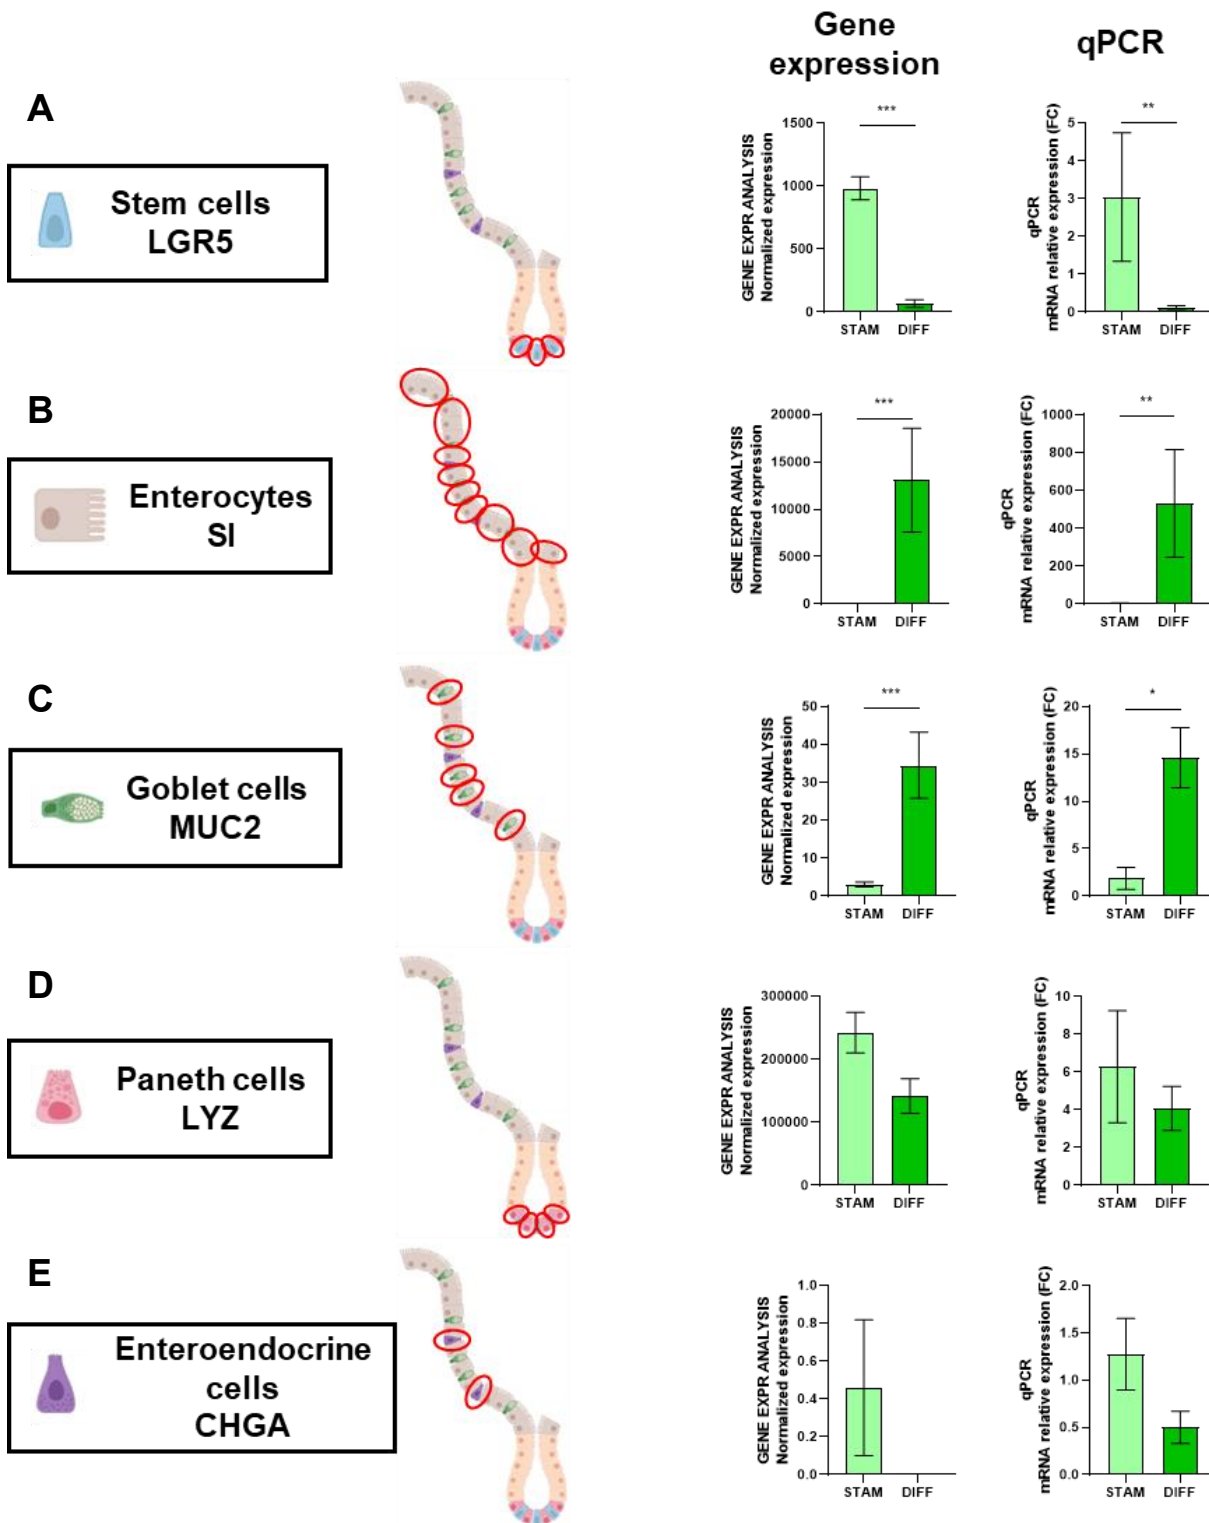 Gene
expression
qPCR
A
Stem cells
LGR5
GENE EXPR ANALYSIS
Normalized expression
1500
1000
500
0
***
STAM DIFF
qPCR
mRNA relative expression (FC)
5
4
3
2
1
0
**
STAM DIFF
B
Enterocytes
SI
GENE EXPR ANALYSIS
Normalized expression
20000
15000
10000
5000
0
***
STAM DIFF
qPCR
mRNA relative expression (FC)
1000
800
600
400
200
0
**
STAM DIFF
C
Goblet cells
MUC2
GENE EXPR ANALYSIS
Normalized expression
50
40
30
20
10
0
***
STAM DIFF
qPCR
mRNA relative expression (FC)
20
15
10
5
0
*
STAM DIFF
D
Paneth cells
LYZ
GENE EXPR ANALYSIS
Normalized expression
300000
200000
100000
0
STAM DIFF
qPCR
mRNA relative expression (FC)
10
8
6
4
2
0
STAM DIFF
E
Enteroendocrine
cells
CHGA
GENE EXPR ANALYSIS
Normalized expression
1.0
0.8
0.6
0.4
0.2
0.0
STAM DIFF
qPCR
mRNA relative expression (FC)
2.0
1.5
1.0
0.5
0.0
STAM DIFF